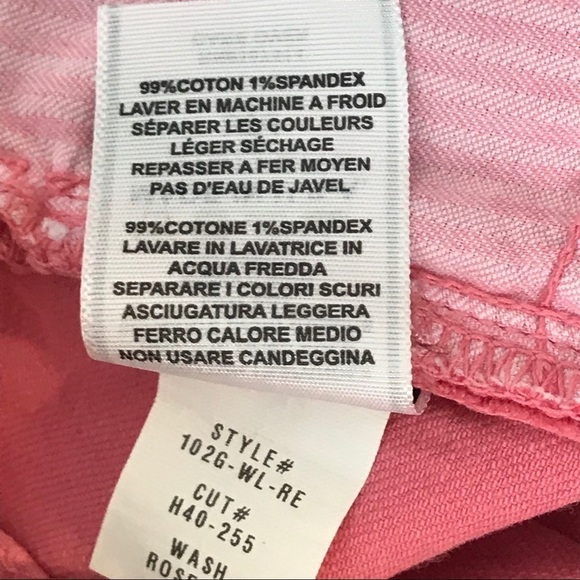 99%COTON 1%SPANDEX
LAVER EN MACHINE A FROID
SÉPARER LES COULEURS
LÉGER SÉCHAGE
REPASSER A FER MOYEN
PAS D'EAU DE JAVEL
99%COTONE 1%SPANDEX
LAVARE IN LAVATRICE IN
ACQUA FREDDA
SEPARARE I COLORI SCURI
ASCIUGATURA LEGGERA
FERRO CALORE MEDIO
NON USARE CANDEGGINA
STYLE#
102G-WL-RE
CUT#
H40-255
WASH